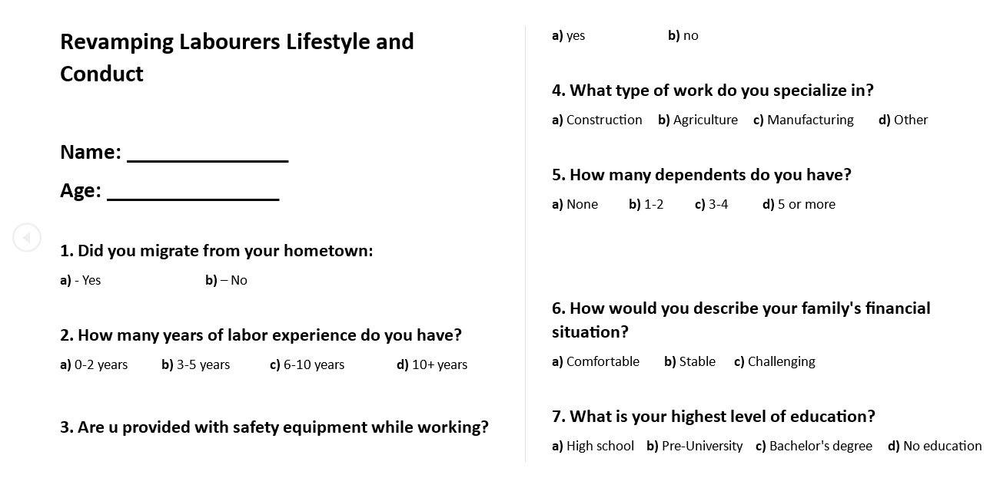 Revamping Labourers Lifestyle and
Conduct
Name: _______________
Age: ________________
1. Did you migrate from your hometown:
a) - Yes b) – No
2. How many years of labor experience do you have?
a) 0-2 years b) 3-5 years c) 6-10 years d) 10+ years
3. Are u provided with safety equipment while working?
a) yes b) no
4. What type of work do you specialize in?
a) Construction b) Agriculture c) Manufacturing d) Other
5. How many dependents do you have?
a) None b) 1-2 c) 3-4 d) 5 or more
6. How would you describe your family's financial
situation?
a) Comfortable b) Stable c) Challenging
7. What is your highest level of education?
a) High school b) Pre-University c) Bachelor's degree d) No education